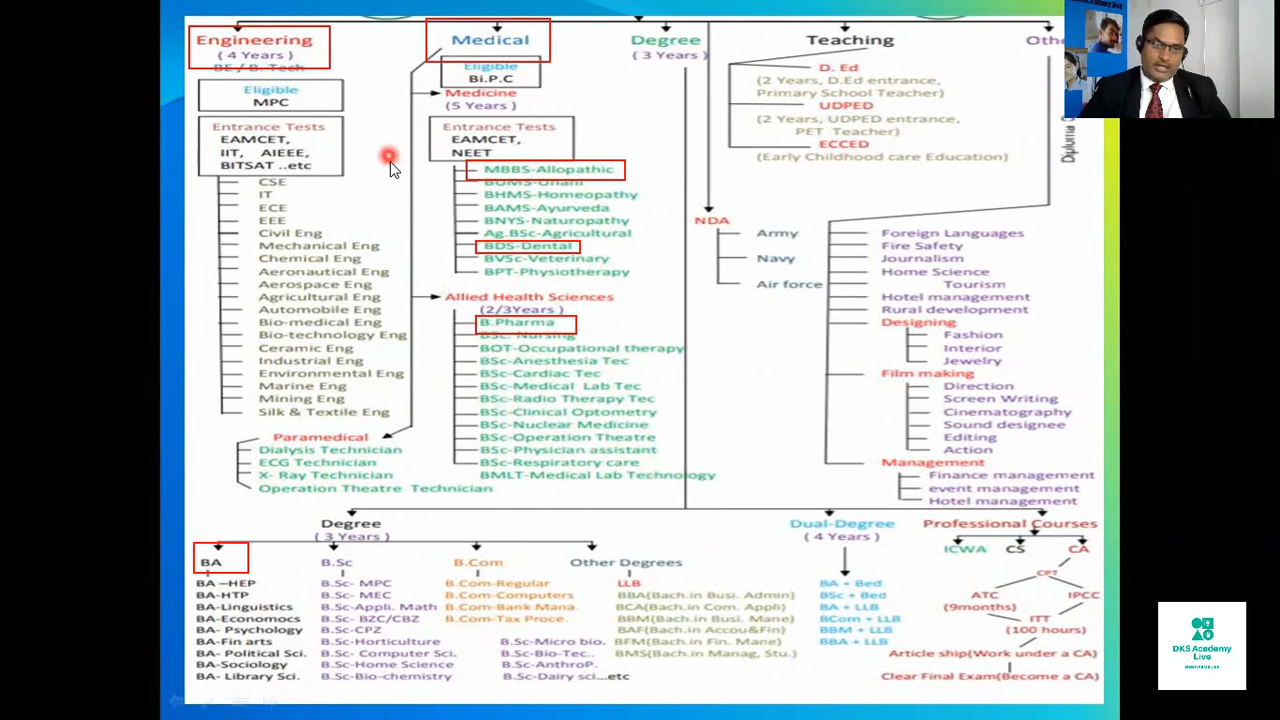 Engineering
( 4 Years )
BE / B. Tech
Eligible
MPC
Entrance Tests
EAMCET,
IIT, AIEEE,
BITSAT ..etc
CSE
IT
ECE
EEE
Civil Eng
Mechanical Eng
Chemical Eng
Aeronautical Eng
Aerospace Eng
Agricultural Eng
Automobile Eng
Bio-medical Eng
Bio-technology Eng
Ceramic Eng
Industrial Eng
Environmental Eng
Marine Eng
Mining Eng
Silk & Textile Eng
Paramedical
Dialysis Technician
ECG Technician
X- Ray Technician
Operation Theatre Technician
Medical
Eligible
Bi.P.C
Medicine
(5 Years )
Entrance Tests
EAMCET,
NEET
MBBS-Allopathic
BUMS-Unani
BHMS-Homeopathy
BAMS-Ayurveda
BNYS-Naturopathy
Ag.BSc-Agricultural
BDS-Dental
BVSc-Veterinary
BPT-Physiotherapy
Allied Health Sciences
(2/3Years )
B.Pharma
BSc. Nursing
BOT-Occupational therapy
BSc-Anesthesia Tec
BSc-Cardiac Tec
BSc-Medical Lab Tec
BSc-Radio Therapy Tec
BSc-Clinical Optometry
BSc-Nuclear Medicine
BSc-Operation Theatre
BSc-Physician assistant
BSc-Respiratory care
BMLT-Medical Lab Technology
Degree
( 3 Years )
Teaching
D. Ed
(2 Years, D.Ed entrance,
Primary School Teacher)
UDPED
(2 Years, UDPED entrance,
PET Teacher)
ECCED
(Early Childhood care Education)
NDA
Army
Navy
Air force
Othe
Diploma
Foreign Languages
Fire Safety
Journalism
Home Science
Tourism
Hotel management
Rural development
Designing
Fashion
Interior
Jewelry
Film making
Direction
Screen Writing
Cinematography
Sound designee
Editing
Action
Management
Finance management
event management
Hotel management
Degree
( 3 Years )
BA
BA –HEP
BA-HTP
BA-Linguistics
BA-Economocs
BA- Psychology
BA-Fin arts
BA- Political Sci.
BA-Sociology
BA- Library Sci.
B.Sc
B.Sc- MPC
B.Sc- MEC
B.Sc-Appli. Math
B.Sc- BZC/CBZ
B.Sc-CPZ
B.Sc-Horticulture
B.Sc- Computer Sci.
B.Sc-Home Science
B.Sc-Bio-chemistry
B.Com
B.Com-Regular
B.Com-Computers
B.Com-Bank Mana.
B.Com-Tax Proce.
B.Sc-Micro bio.
B.Sc-Bio-Tec..
B.Sc-AnthroP.
B.Sc-Dairy sci...etc
Other Degrees
LLB
BBA(Bach.in Busi. Admin)
BCA(Bach.in Com. Appli)
BBM(Bach.in Busi. Mane)
BAF(Bach.in Accou&Fin)
BFM(Bach.in Fin. Mane)
BMS(Bach.in Manag, Stu.)
Dual-Degree
( 4 Years )
BA + Bed
BSc + Bed
BA + LLB
BCom + LLB
BBM + LLB
BBA + LLB
Professional Courses
ICWA CS CA
CPT
ATC IPCC
(9months)
ITT
(100 hours)
Article ship(Work under a CA)
Clear Final Exam(Become a CA)
DKS Academy
Live